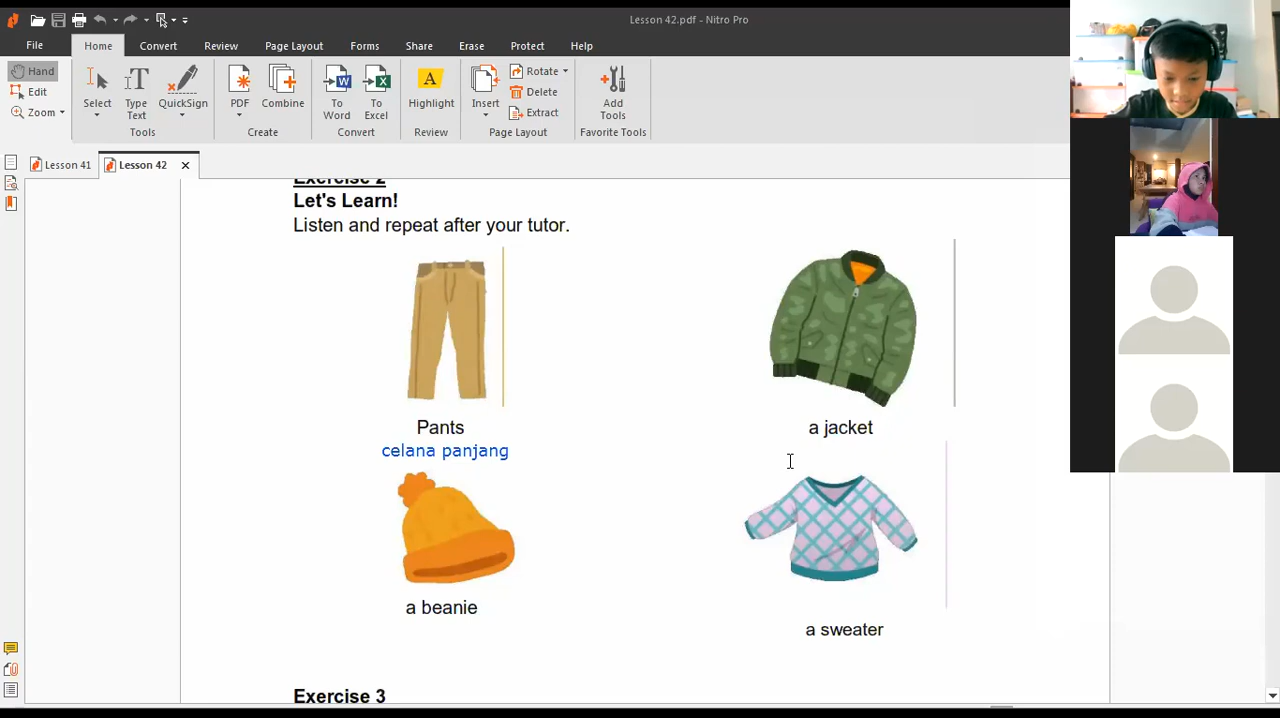 Lesson 42.pdf - Nitro Pro
File Home Convert Review Page Layout Forms Share Erase Protect Help
Hand
Edit
Zoom
Select
Type Text
QuickSign
Tools
PDF
Combine
Create
To Word
To Excel
Convert
Highlight
Review
Insert
Rotate
Delete
Extract
Page Layout
Add Tools
Favorite Tools
Lesson 41 Lesson 42
Exercise 2
Let's Learn!
Listen and repeat after your tutor.
Pants a jacket
celana panjang
a beanie
a sweater
Exercise 3